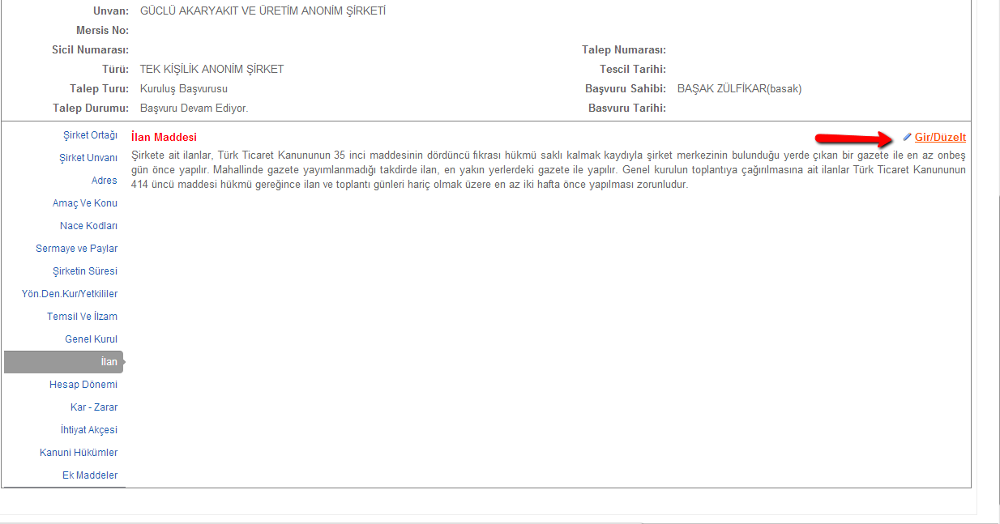 Unvan: GÜCLÜ AKARYAKIT VE ÜRETİM ANONİM ŞİRKETİ
Mersis No:
Sicil Numarası: Talep Numarası:
Türü: TEK KİŞİLİK ANONİM ŞİRKET Tescil Tarihi:
Talep Turu: Kuruluş Başvurusu Başvuru Sahibi: BAŞAK ZÜLFİKAR(basak)
Talep Durumu: Başvuru Devam Ediyor. Basvuru Tarihi:
Şirket Ortağı
Şirket Unvanı
Adres
Amaç Ve Konu
Nace Kodları
Sermaye ve Paylar
Şirketin Süresi
Yön.Den.Kur/Yetkililer
Temsil Ve İlzam
Genel Kurul
İlan
Hesap Dönemi
Kar - Zarar
İhtiyat Akçesi
Kanuni Hükümler
Ek Maddeler
İlan Maddesi Gir/Düzelt
Şirkete ait ilanlar, Türk Ticaret Kanununun 35 inci maddesinin dördüncü fıkrası hükmü saklı kalmak kaydıyla şirket merkezinin bulunduğu yerde çıkan bir gazete ile en az onbeş
gün önce yapılır. Mahallinde gazete yayımlanmadığı takdirde ilan, en yakın yerlerdeki gazete ile yapılır. Genel kurulun toplantıya çağırılmasına ait ilanlar Türk Ticaret Kanununun
414 üncü maddesi hükmü gereğince ilan ve toplantı günleri hariç olmak üzere en az iki hafta önce yapılması zorunludur.